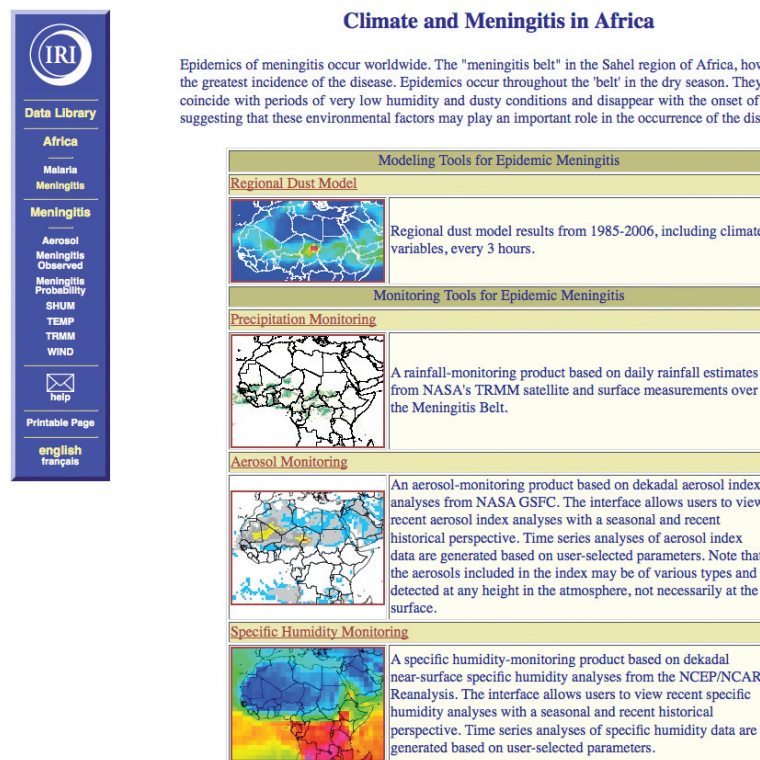 IRI
Data Library
Africa
Malaria
Meningitis
Meningitis
Aerosol
Meningitis
Observed
Meningitis
Probability
SHUM
TEMP
TRMM
WIND
help
Printable Page
english
français
Climate and Meningitis in Africa
Epidemics of meningitis occur worldwide. The "meningitis belt" in the Sahel region of Africa,
the greatest incidence of the disease. Epidemics occur throughout the 'belt' in the dry season. They
coincide with periods of very low humidity and dusty conditions and disappear with the onset of
suggesting that these environmental factors may play an important role in the occurrence of the
Modeling Tools for Epidemic Meningitis
Regional Dust Model
Regional dust model results from 1985-2006, including climate
variables, every 3 hours.
Monitoring Tools for Epidemic Meningitis
Precipitation Monitoring
A rainfall-monitoring product based on daily rainfall estimates
from NASA's TRMM satellite and surface measurements over
the Meningitis Belt.
Aerosol Monitoring
An aerosol-monitoring product based on dekadal aerosol index
analyses from NASA GSFC. The interface allows users to view
recent aerosol index analyses with a seasonal and recent
historical perspective. Time series analyses of aerosol index
data are generated based on user-selected parameters. Note that
the aerosols included in the index may be of various types and
detected at any height in the atmosphere, not necessarily at the
surface.
Specific Humidity Monitoring
A specific humidity-monitoring product based on dekadal
near-surface specific humidity analyses from the NCEP/NCAR
Reanalysis. The interface allows users to view recent specific
humidity analyses with a seasonal and recent historical
perspective. Time series analyses of specific humidity data are
generated based on user-selected parameters.